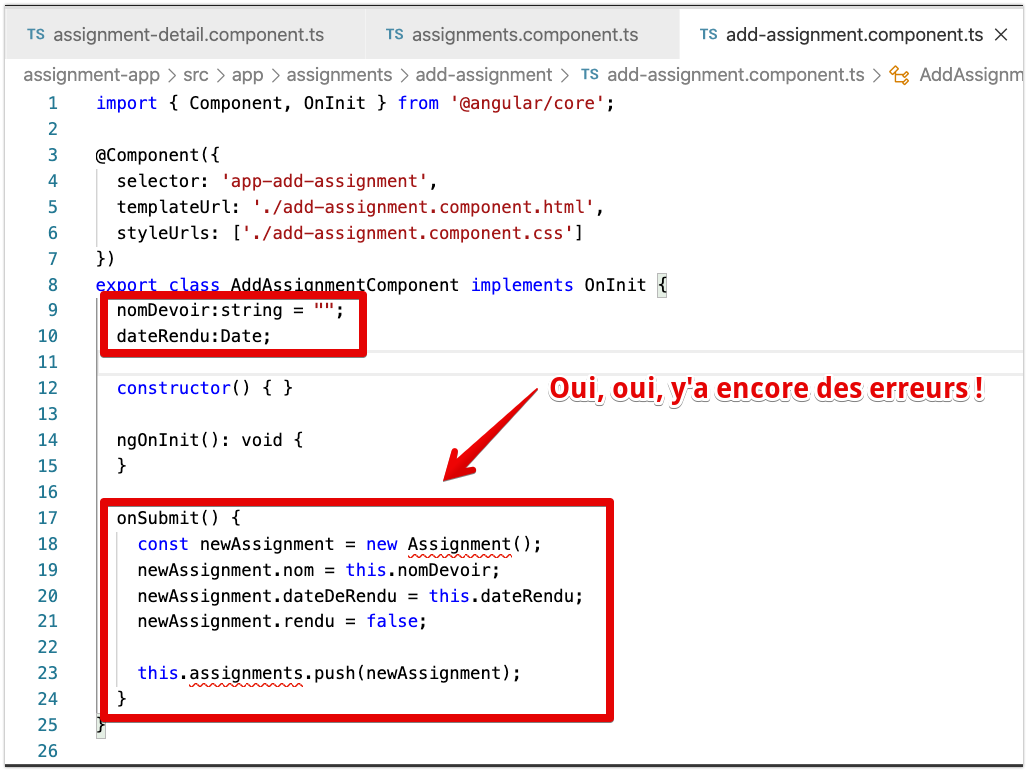 TS assignment-detail.component.ts TS assignments.component.ts TS add-assignment.component.ts ×
assignment-app > src > app > assignments > add-assignment > TS add-assignment.component.ts > AddAssignm
1 import { Component, OnInit } from '@angular/core';
2
3 @Component({
4 selector: 'app-add-assignment',
5 templateUrl: './add-assignment.component.html',
6 styleUrls: ['./add-assignment.component.css']
7 })
8 export class AddAssignmentComponent implements OnInit {
9 nomDevoir:string = "";
10 dateRendu:Date;
11
Oui, oui, y'a encore des erreurs !
12 constructor() { }
13
14 ngOnInit(): void {
15 }
16
17 onSubmit() {
18 const newAssignment = new Assignment();
19 newAssignment.nom = this.nomDevoir;
20 newAssignment.dateDeRendu = this.dateRendu;
21 newAssignment.rendu = false;
22
23 this.assignments.push(newAssignment);
24 }
25 }
26